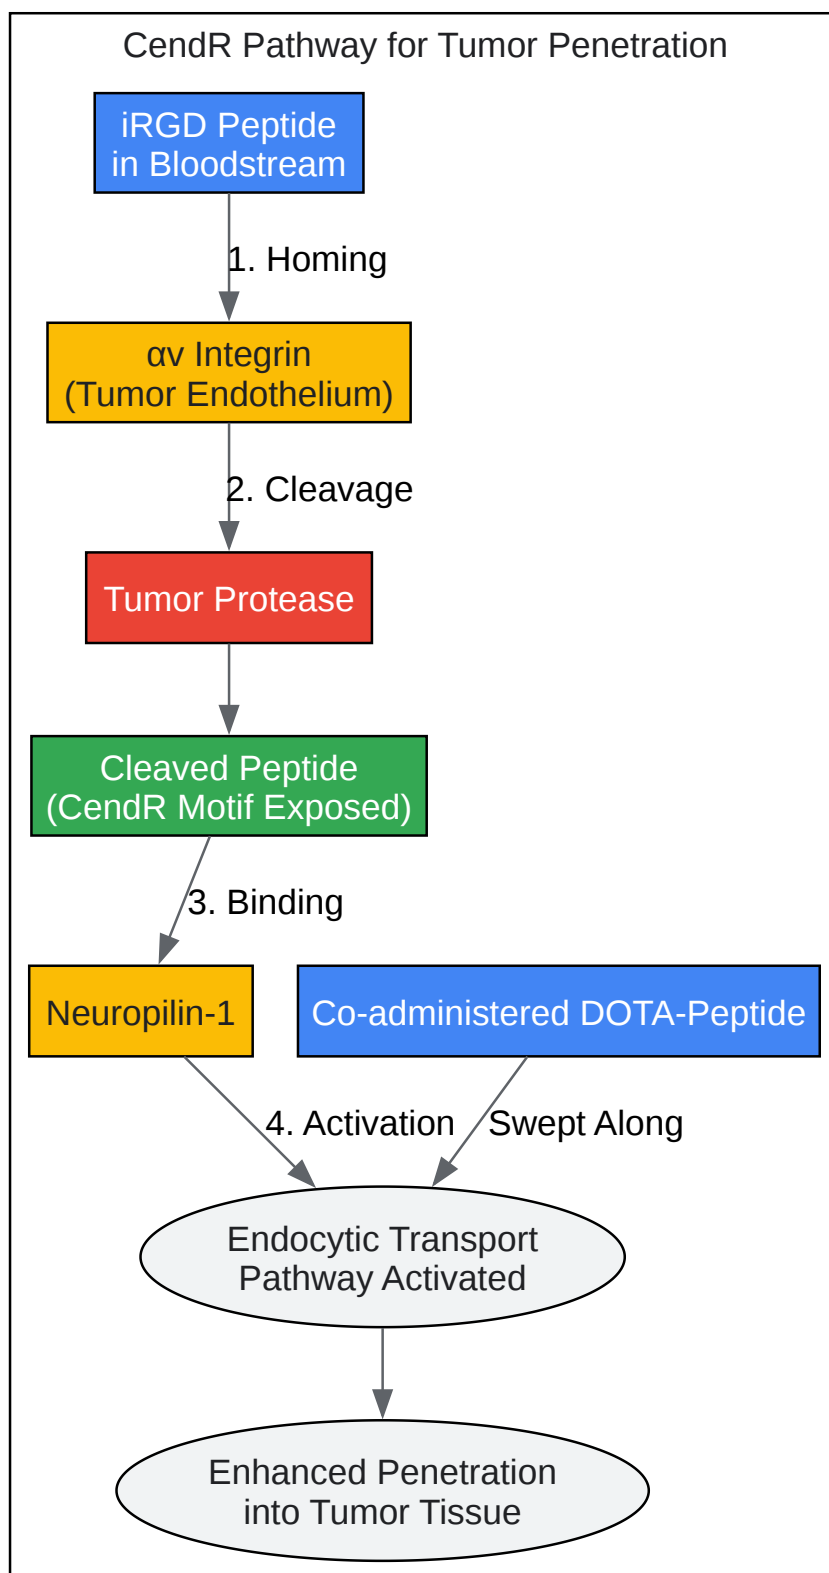 CendR Pathway for Tumor Penetration
iRGD Peptide
in Bloodstream
1. Homing
αv Integrin
(Tumor Endothelium)
2. Cleavage
Tumor Protease
Cleaved Peptide
(CendR Motif Exposed)
3. Binding
Neuropilin-1
Co-administered DOTA-Peptide
4. Activation
Swept Along
Endocytic Transport
Pathway Activated
Enhanced Penetration
into Tumor Tissue